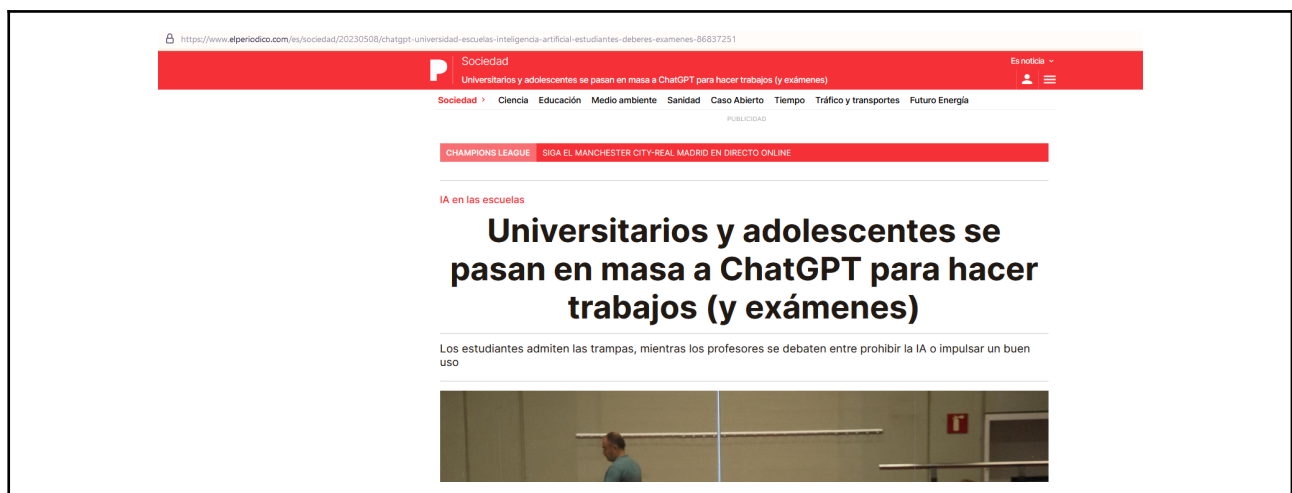 https://www.elperiodico.com/es/sociedad/20230508/chatgpt-universidad-escuelas-inteligencia-artificial-estudiantes-deberes-examenes-86837251
Sociedad
Es noticia
Universitarios y adolescentes se pasan en masa a ChatGPT para hacer trabajos (y exámenes)
Sociedad > Ciencia Educación Medio ambiente Sanidad Caso Abierto Tiempo Tráfico y transportes Futuro Energía
PUBLICIDAD
CHAMPIONS LEAGUE SIGA EL MANCHESTER CITY-REAL MADRID EN DIRECTO ONLINE
IA en las escuelas
Universitarios y adolescentes se
pasan en masa a ChatGPT para hacer
trabajos (y exámenes)
Los estudiantes admiten las trampas, mientras los profesores se debaten entre prohibir la IA o impulsar un buen
uso